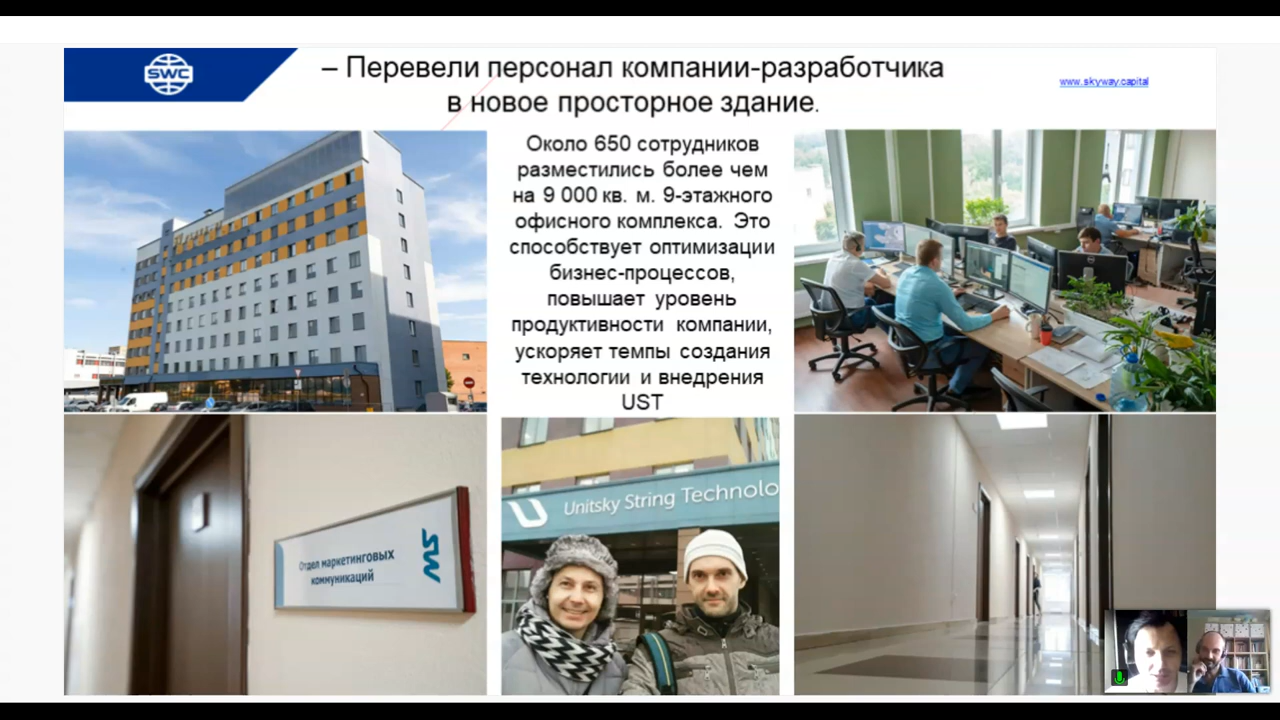 SWC
– Перевели персонал компании-разработчика
в новое просторное здание.
www.skyway.capital
Около 650 сотрудников
разместились более чем
на 9 000 кв. м. 9-этажного
офисного комплекса. Это
способствует оптимизации
бизнес-процессов,
повышает уровень
продуктивности компании,
ускоряет темпы создания
технологии и внедрения
UST
Отдел маркетинговых
коммуникаций
Unitsky String Technolo